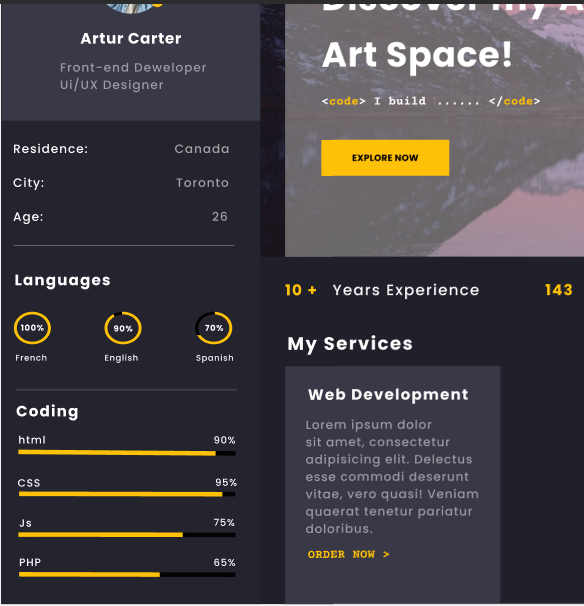 Artur Carter
Front-end Deweloper
Ui/UX Designer
Residence: Canada
City: Toronto
Age: 26
Languages
100% 90% 70%
French English Spanish
Coding
html 90%
CSS 95%
Js 75%
PHP 65%
Discover my A
Art Space!
<code> I build ...... </code>
EXPLORE NOW
10 + Years Experience 143
My Services
Web Development
Lorem ipsum dolor
sit amet, consectetur
adipisicing elit. Delectus
esse commodi deserunt
vitae, vero quasi! Veniam
quaerat tenetur pariatur
doloribus.
ORDER NOW >